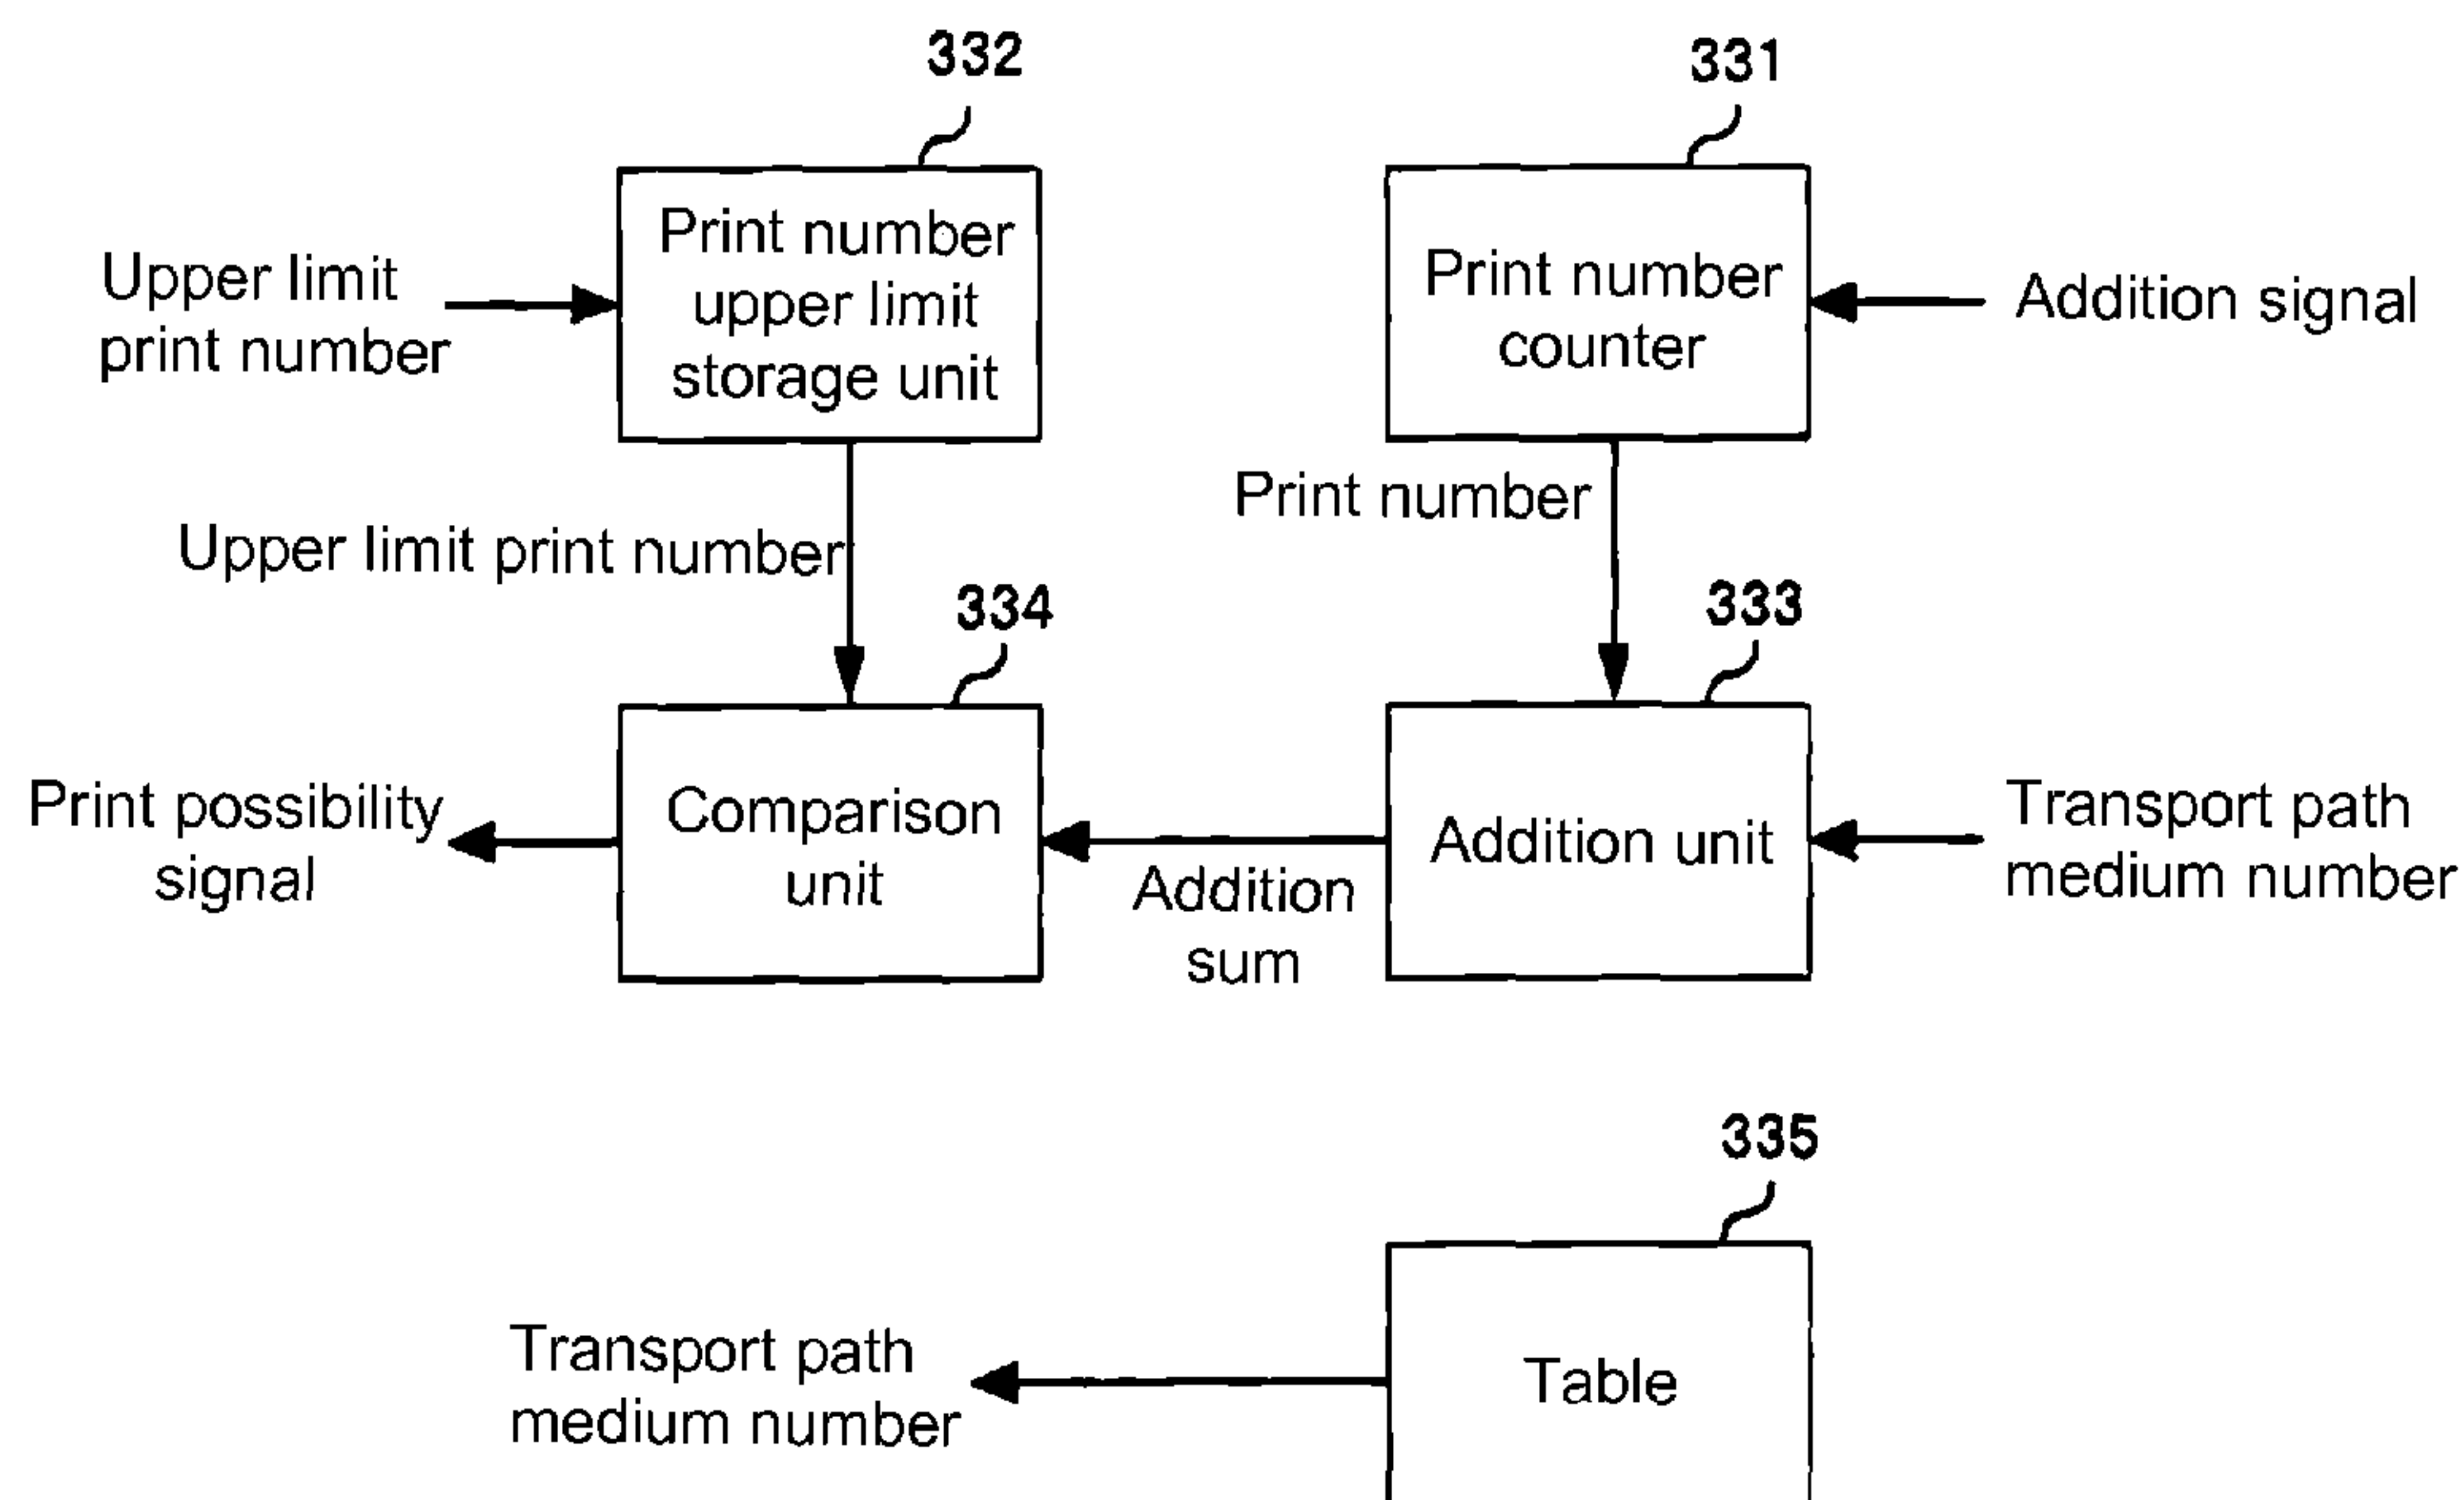 332
331
Print number
upper limit
storage unit
Print number
counter
Upper limit
print number
Addition signal
Print number
Upper limit print number
334
333
Comparison
unit
Addition unit
Print possibility
signal
Addition
sum
Transport path
medium number
335
Table
Transport path
medium number